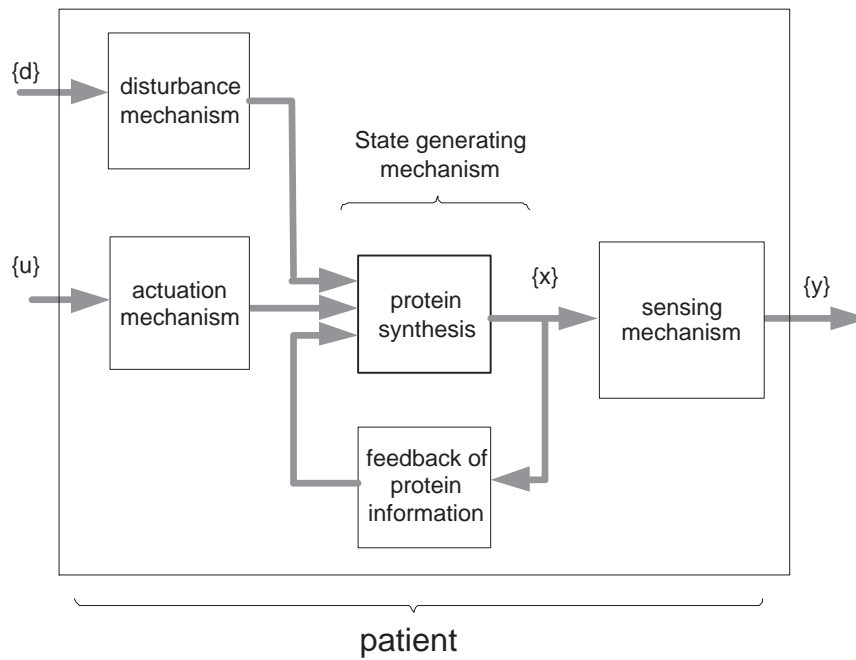 {d}
disturbance
mechanism
State generating
mechanism
{u}
actuation
mechanism
protein
synthesis
{x}
sensing
mechanism
{y}
feedback of
protein
information
patient